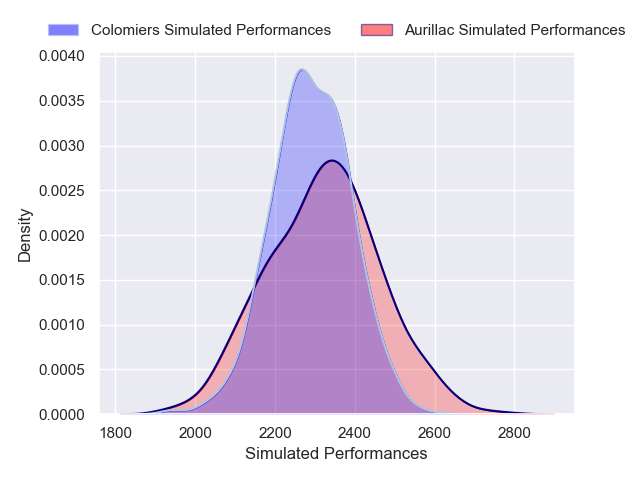 Colomiers Simulated Performances Aurillac Simulated Performances
0.0040
0.0035
0.0030
0.0025
0.0020
0.0015
0.0010
0.0005
0.0000
Density
1800 2000 2200 2400 2600 2800
Simulated Performances